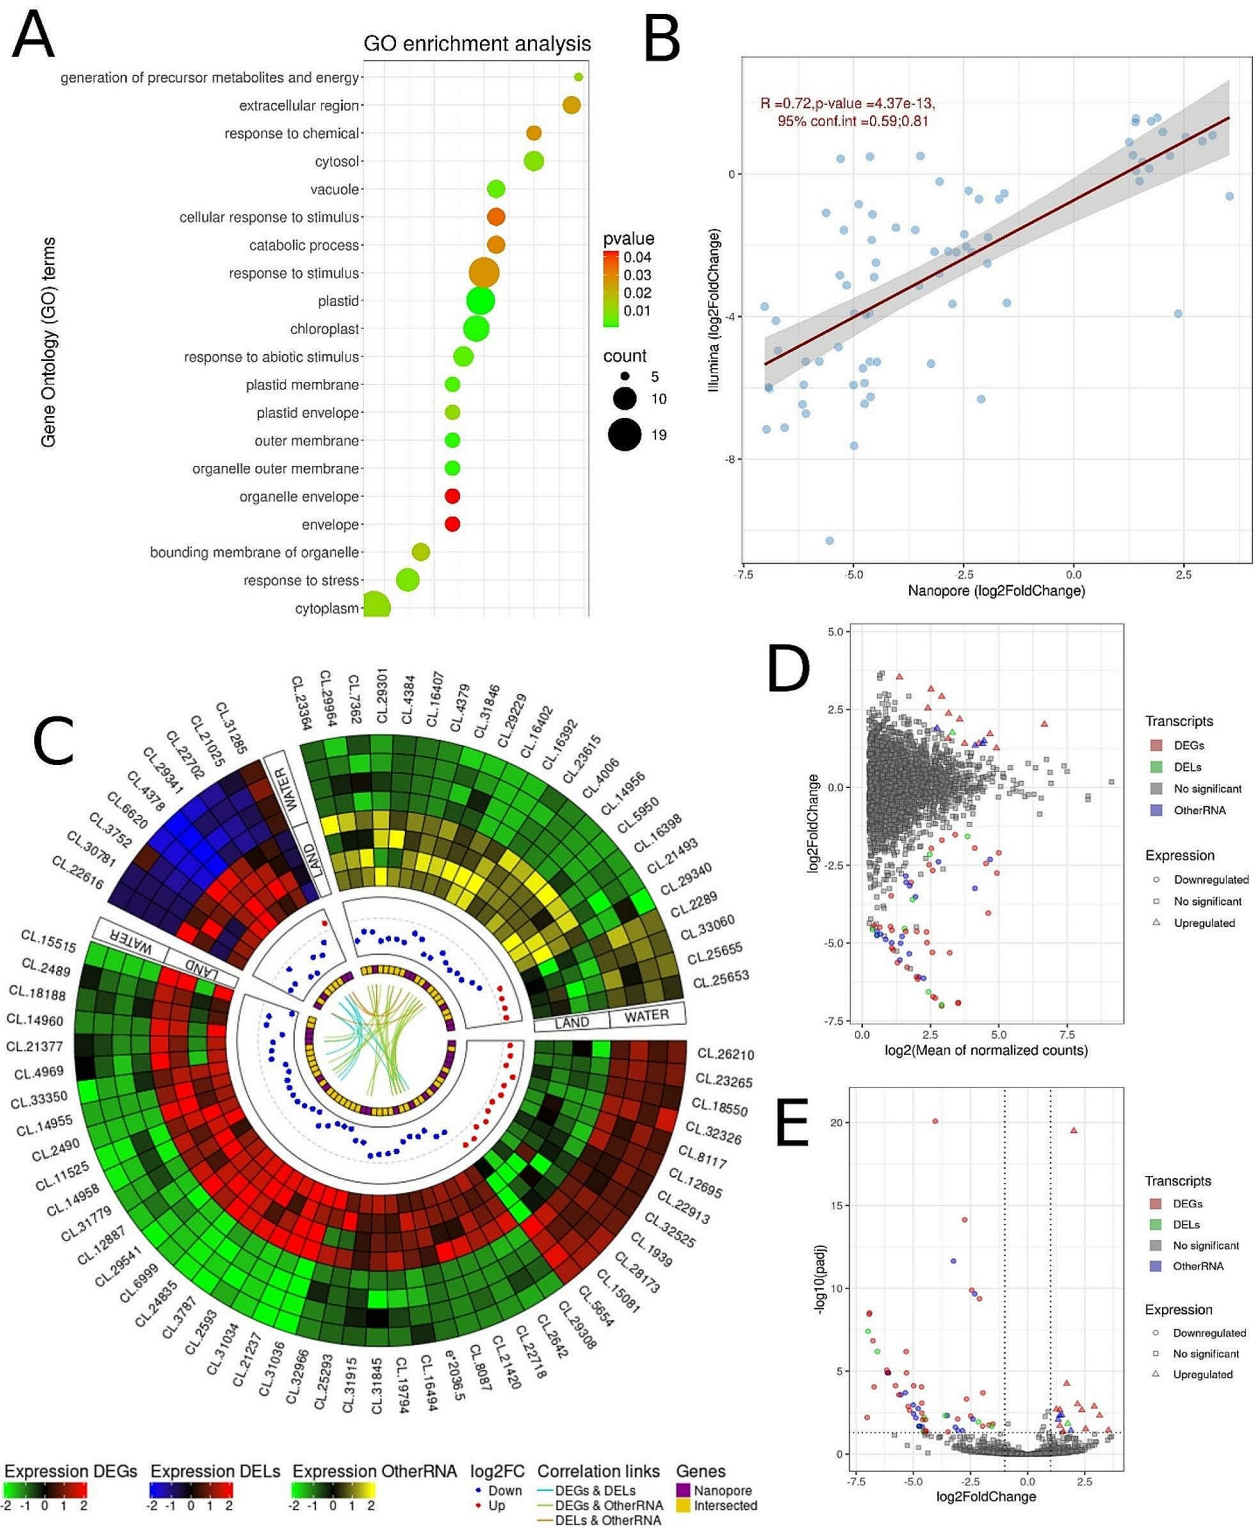 A
GO enrichment analysis
Gene Ontology (GO) terms
generation of precursor metabolites and energy
extracellular region
response to chemical
cytosol
vacuole
cellular response to stimulus
catabolic process
response to stimulus
plastid
chloroplast
response to abiotic stimulus
plastid membrane
plastid envelope
outer membrane
organelle outer membrane
organelle envelope
envelope
bounding membrane of organelle
response to stress
cytoplasm
pvalue
0.04
0.03
0.02
0.01
count
5
10
19
B
R =0.72,p-value =4.37e-13,
95% conf.int =0.59;0.81
Illumina (log2FoldChange)
0
-4
-8
-7.5
-5.0
-2.5
0.0
2.5
Nanopore (log2FoldChange)
C
CL.22616
CL.30781
CL.3752
CL.6620
CL.4378
CL.29341
CL.22702
CL.21025
CL.31285
WATER
LAND
CL.23364
CL.29964
CL.7362
CL.29301
CL.4384
CL.16407
CL.4379
CL.31846
CL.29229
CL.16402
CL.16392
CL.23615
CL.4006
CL.14956
CL.5950
CL.16398
CL.21493
CL.29340
CL.2289
CL.33060
CL.25655
CL.25653
LAND
WATER
CL.26210
CL.23265
CL.18550
CL.32326
CL.8117
CL.12695
CL.22913
CL.32525
CL.1939
CL.28173
CL.15081
CL.5654
CL.29308
CL.2642
CL.22718
CL.21420
CL.8087
e*2036.5
CL.16494
CL.19794
CL.31845
CL.31915
CL.25293
CL.32966
CL.31036
CL.21237
CL.31034
CL.2593
CL.3787
CL.24835
CL.6999
CL.29541
CL.12887
CL.31779
CL.14958
CL.11525
CL.2490
CL.14955
CL.33350
CL.4969
CL.21377
CL.14960
CL.18188
CL.2489
CL.15515
WATER
LAND
Expression DEGs
-2 -1 0 1 2
Expression DELs
-2 -1 0 1 2
Expression OtherRNA
-2 -1 0 1 2
log2FC
Down
Up
Correlation links
DEGs & DELs
DEGs & OtherRNA
DELs & OtherRNA
Genes
Nanopore
Intersected
D
log2FoldChange
5.0
2.5
0.0
-2.5
-5.0
-7.5
0.0
2.5
5.0
7.5
log2(Mean of normalized counts)
Transcripts
DEGs
DELs
No significant
OtherRNA
Expression
Downregulated
No significant
Upregulated
E
-log10(padj)
20
15
10
5
0
-7.5
-5.0
-2.5
0.0
2.5
log2FoldChange
Transcripts
DEGs
DELs
No significant
OtherRNA
Expression
Downregulated
No significant
Upregulated